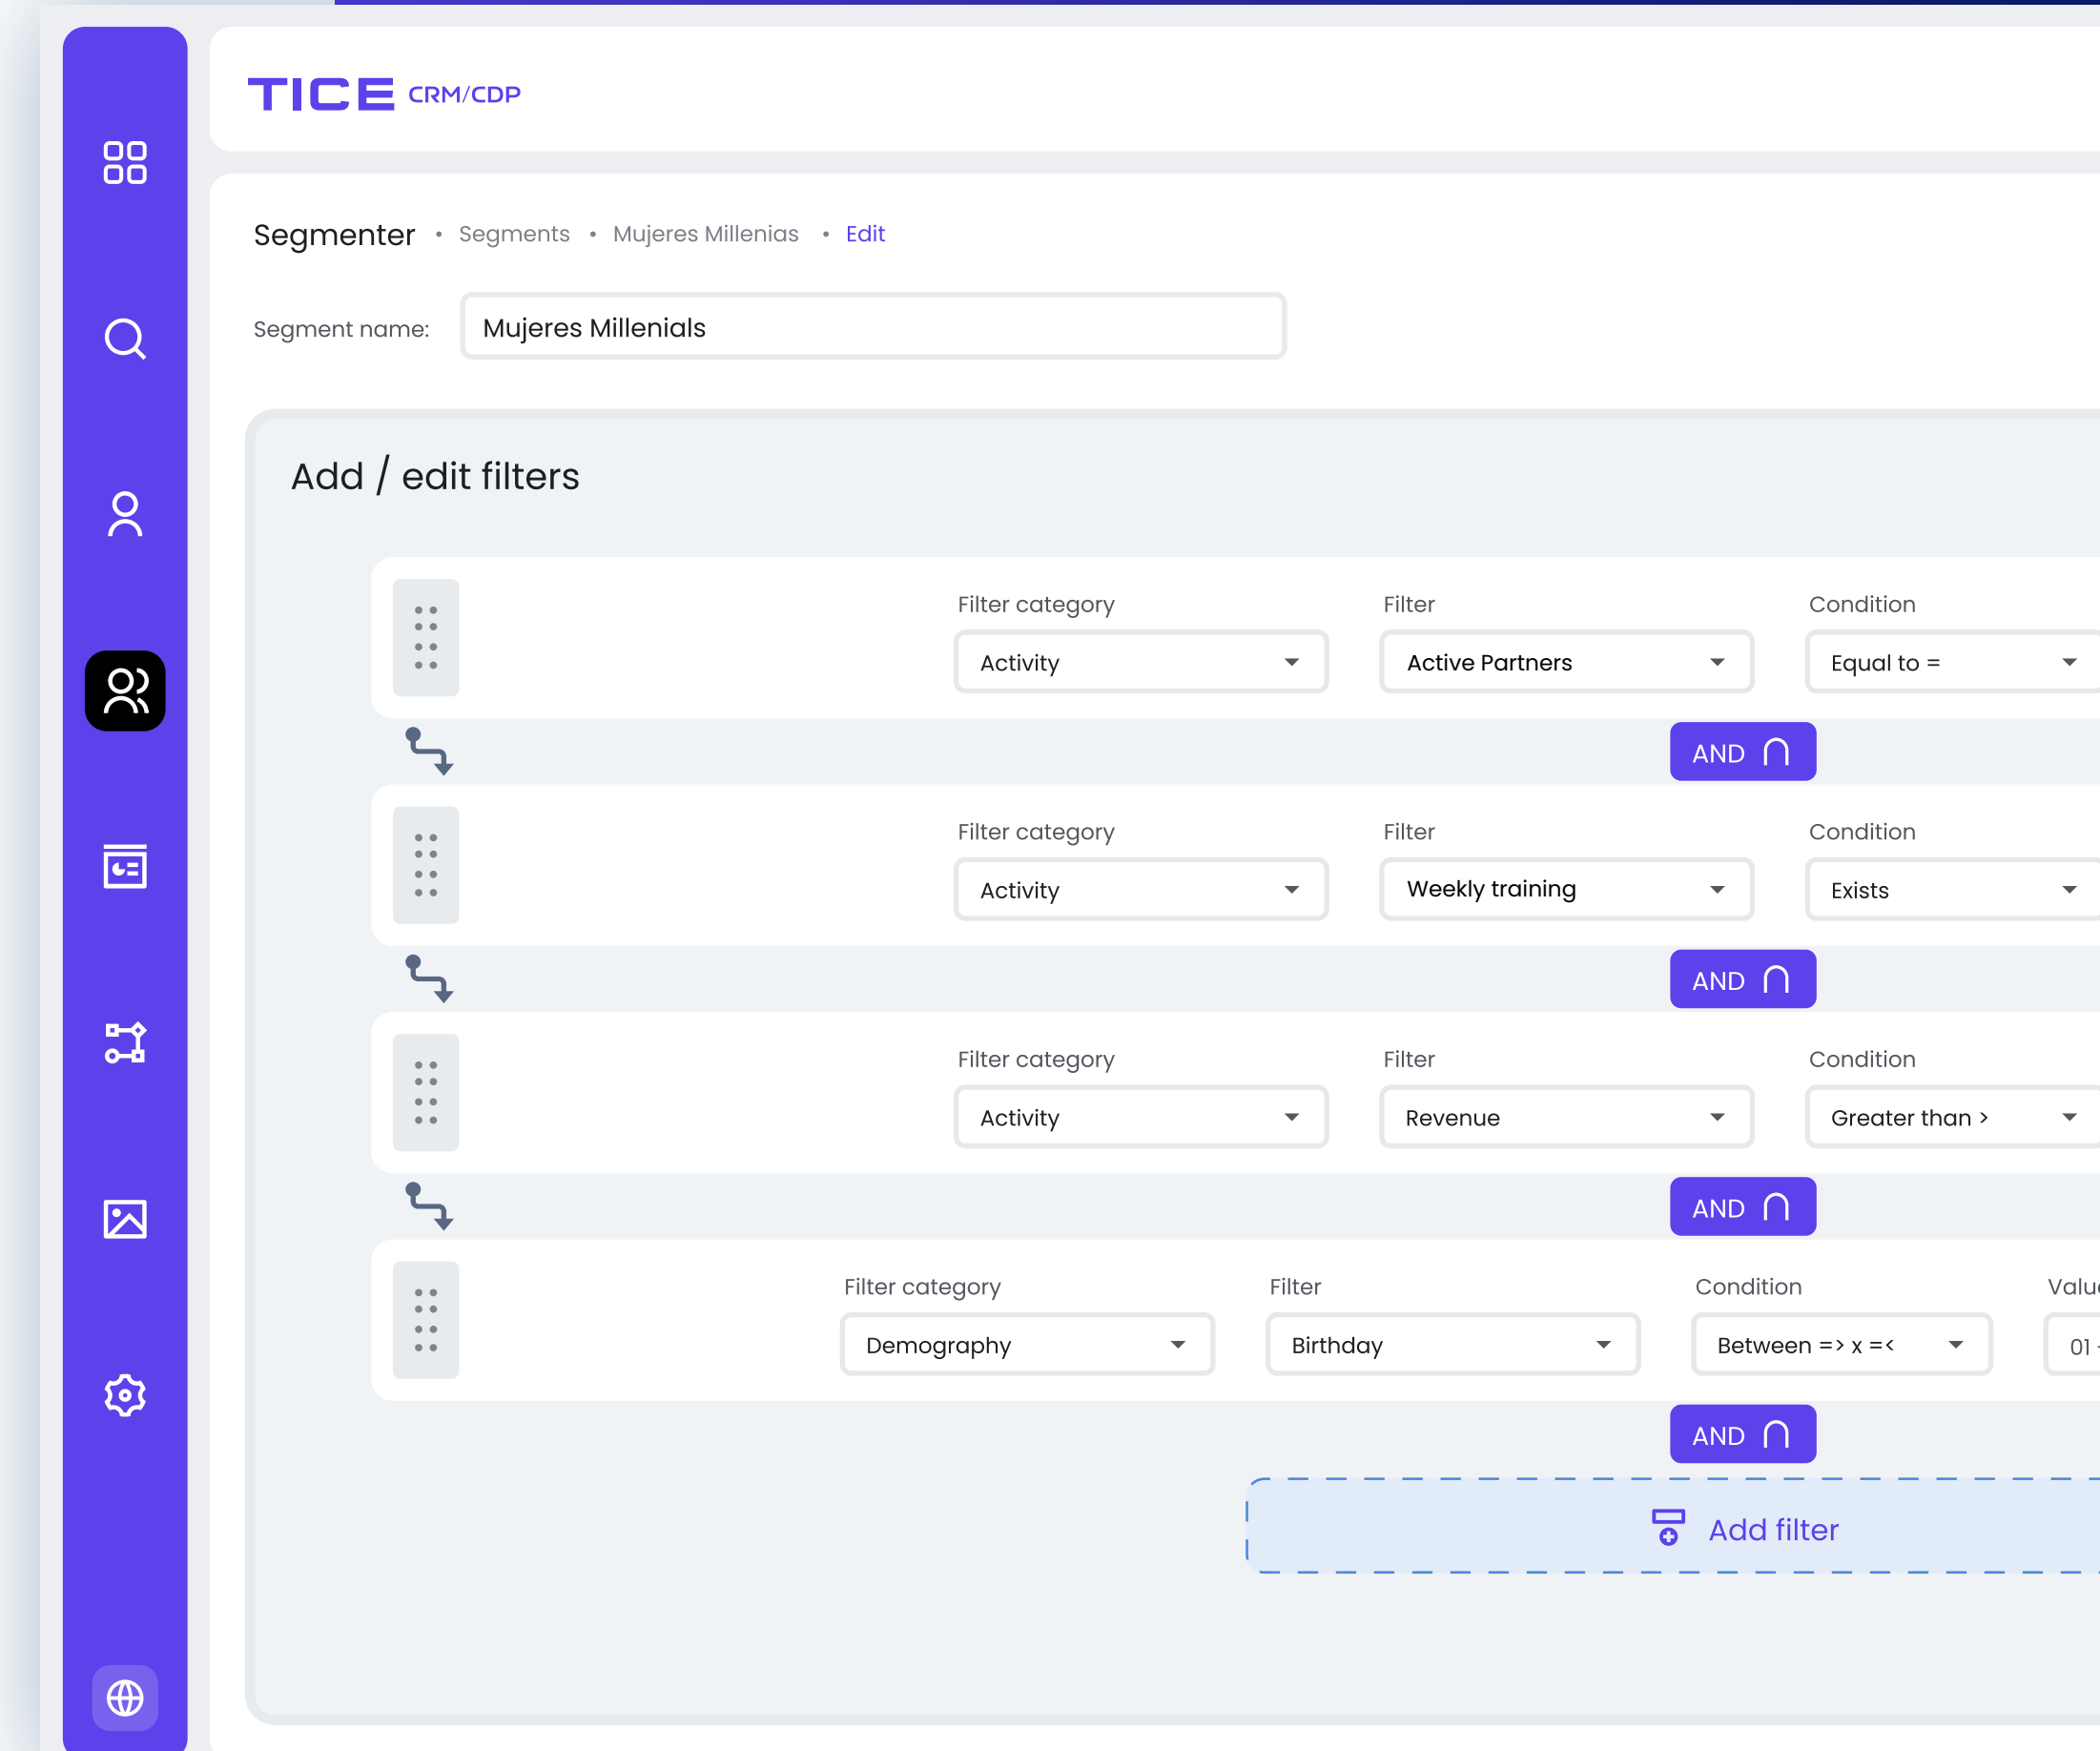 TICE CRM/CDP
Segmenter • Segments • Mujeres Millenias • Edit
Segment name: Mujeres Millenials
Add / edit filters
Filter category Filter Condition
Activity Active Partners Equal to =
AND ∩
Filter category Filter Condition
Activity Weekly training Exists
AND ∩
Filter category Filter Condition
Activity Revenue Greater than >
AND ∩
Filter category Filter Condition
Demography Birthday Between => x =< 01
AND ∩
Add filter